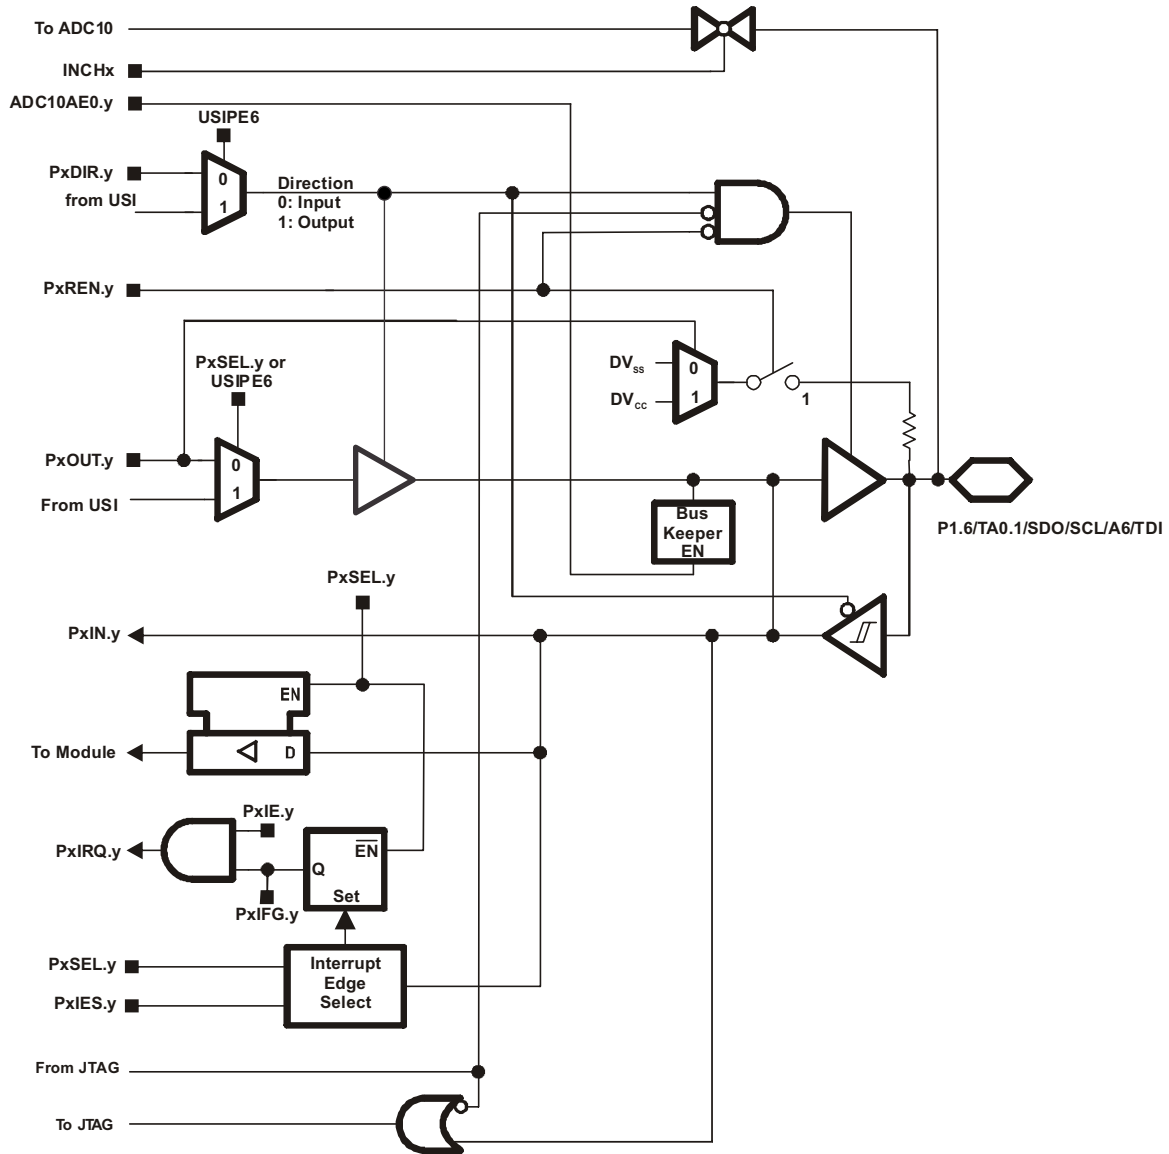 To ADC10
INCHx
ADC10AE0.y
USIPE6
PxDIR.y
0
from USI
1
Direction
0: Input
1: Output
PxREN.y
PxSEL.y or
USIPE6
DVss
0
DVcc
1
1
PxOUT.y
0
From USI
1
Bus
Keeper
EN
P1.6/TA0.1/SDO/SCL/A6/TDI
PxSEL.y
PxIN.y
EN
To Module
D
PxIE.y
PxIRQ.y
EN
Q
Set
PxIFG.y
PxSEL.y
Interrupt
Edge
Select
PxIES.y
From JTAG
To JTAG